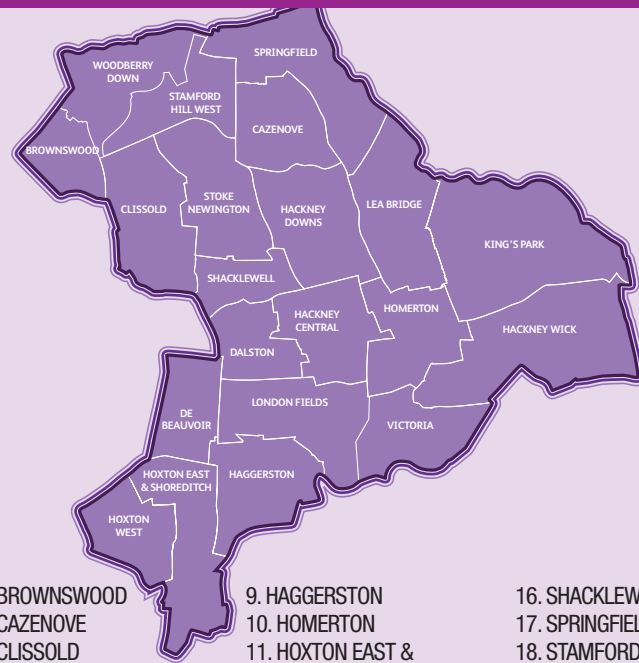 SPRINGFIELD
WOODBERRY
DOWN
STAMFORD
HILL WEST
CAZENOVE
BROWNSWOOD
CLISSOLD
STOKE
NEWINGTON
HACKNEY
DOWNS
LEA BRIDGE
KING'S PARK
SHACKLEWELL
HACKNEY
CENTRAL
HOMERTON
HACKNEY WICK
DALSTON
LONDON FIELDS
DE
BEAUVOIR
VICTORIA
HOXTON EAST
& SHOREDITCH
HAGGERSTON
HOXTON
WEST
BROWNSWOOD
CAZENOVE
CLISSOLD
9. HAGGERSTON
10. HOMERTON
11. HOXTON EAST &
16. SHACKLEW
17. SPRINGFIEL
18. STAMFORD